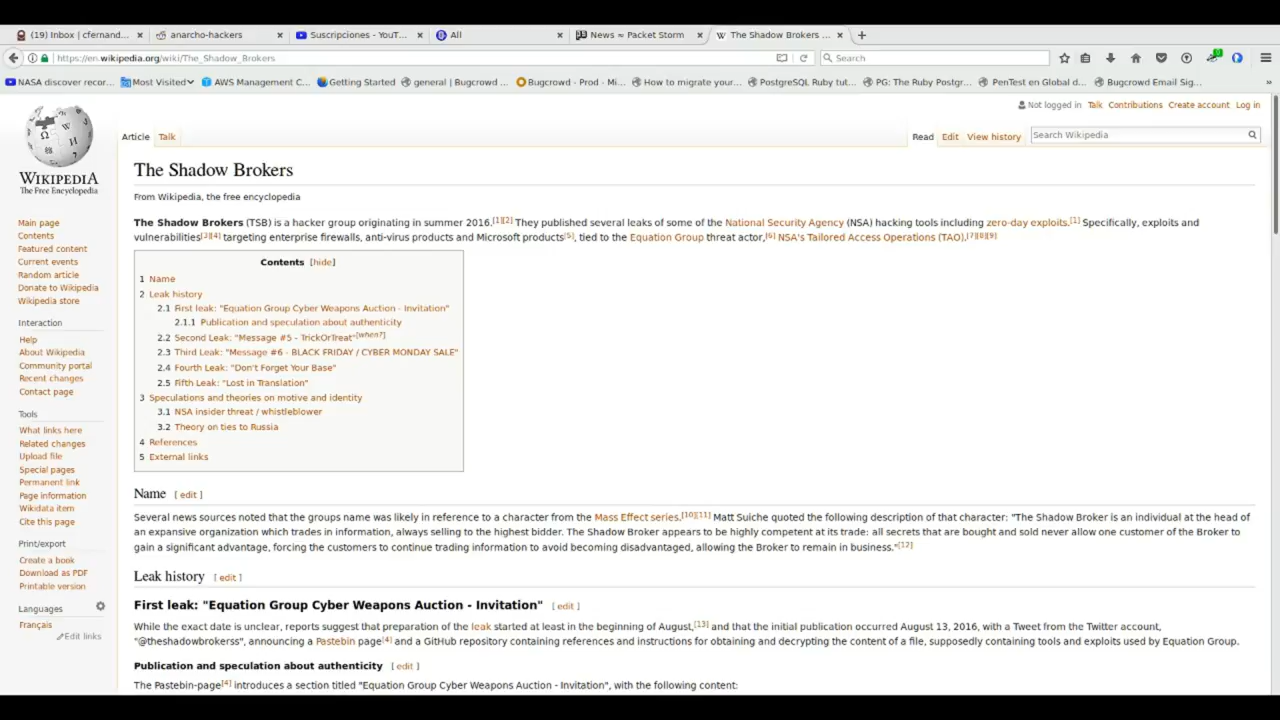 (19) Inbox | cfernand... anarcho-hackers Suscripciones - YouT... All News ≈ Packet Storm The Shadow Brokers ...
https://en.wikipedia.org/wiki/The_Shadow_Brokers Search
NASA discover recor... Most Visited AWS Management C... Getting Started general | Bugcrowd ... Bugcrowd - Prod - Mi... How to migrate your... PostgreSQL Ruby tut... PG: The Ruby Postgr... PenTest en Global d... Bugcrowd Email Sig... »
Not logged in Talk Contributions Create account Log in
Article Talk Read Edit View history Search Wikipedia
WIKIPEDIA
The Free Encyclopedia
Main page
Contents
Featured content
Current events
Random article
Donate to Wikipedia
Wikipedia store
Interaction
Help
About Wikipedia
Community portal
Recent changes
Contact page
Tools
What links here
Related changes
Upload file
Special pages
Permanent link
Page information
Wikidata item
Cite this page
Print/export
Create a book
Download as PDF
Printable version
Languages
Français
Edit links
The Shadow Brokers
From Wikipedia, the free encyclopedia
The Shadow Brokers (TSB) is a hacker group originating in summer 2016.[1][2] They published several leaks of some of the National Security Agency (NSA) hacking tools including zero-day exploits.[1] Specifically, exploits and
vulnerabilities[3][4] targeting enterprise firewalls, anti-virus products and Microsoft products[5], tied to the Equation Group threat actor,[6] NSA's Tailored Access Operations (TAO).[7][8][9]
Contents [hide]
1 Name
2 Leak history
2.1 First leak: "Equation Group Cyber Weapons Auction - Invitation"
2.1.1 Publication and speculation about authenticity
2.2 Second Leak: "Message #5 - TrickOrTreat"[when?]
2.3 Third Leak: "Message #6 - BLACK FRIDAY / CYBER MONDAY SALE"
2.4 Fourth Leak: "Don't Forget Your Base"
2.5 Fifth Leak: "Lost in Translation"
3 Speculations and theories on motive and identity
3.1 NSA insider threat / whistleblower
3.2 Theory on ties to Russia
4 References
5 External links
Name [ edit ]
Several news sources noted that the groups name was likely in reference to a character from the Mass Effect series.[10][11] Matt Suiche quoted the following description of that character: "The Shadow Broker is an individual at the head of
an expansive organization which trades in information, always selling to the highest bidder. The Shadow Broker appears to be highly competent at its trade: all secrets that are bought and sold never allow one customer of the Broker to
gain a significant advantage, forcing the customers to continue trading information to avoid becoming disadvantaged, allowing the Broker to remain in business."[12]
Leak history [ edit ]
First leak: "Equation Group Cyber Weapons Auction - Invitation" [ edit ]
While the exact date is unclear, reports suggest that preparation of the leak started at least in the beginning of August,[13] and that the initial publication occurred August 13, 2016, with a Tweet from the Twitter account,
"@theshadowbrokerss", announcing a Pastebin page[4] and a GitHub repository containing references and instructions for obtaining and decrypting the content of a file, supposedly containing tools and exploits used by Equation Group.
Publication and speculation about authenticity [ edit ]
The Pastebin-page[4] introduces a section titled "Equation Group Cyber Weapons Auction - Invitation", with the following content: